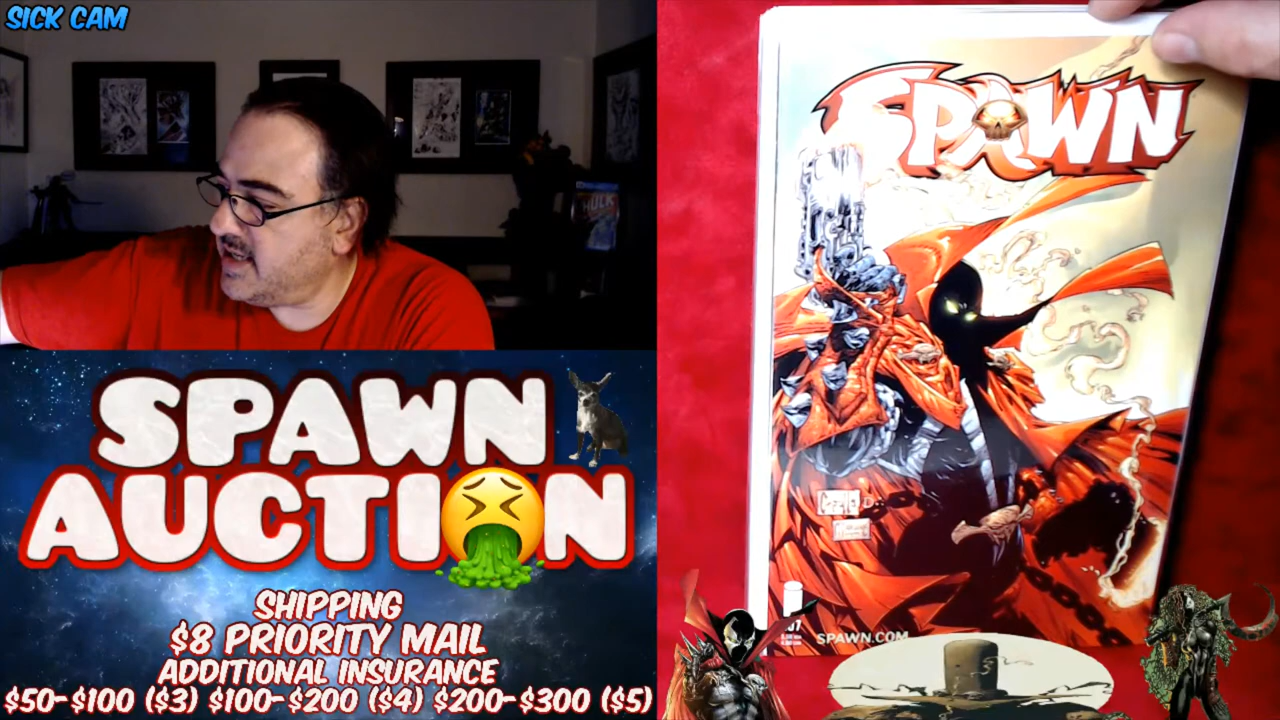 SICK CAM
SPAWN
SPAWN
AUCTION
SHIPPING
$8 PRIORITY MAIL
ADDITIONAL INSURANCE
$50-$100 ($3) $100-$200 ($4) $200-$300 ($5)
SPAWN.COM
HULK